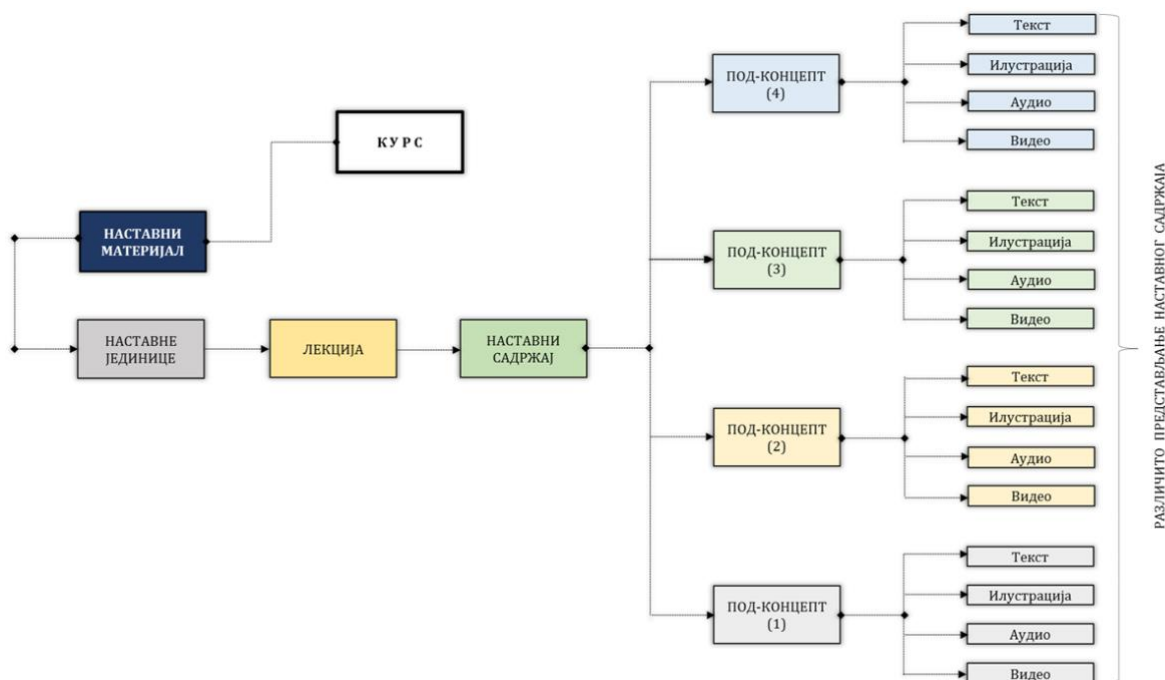 КУРС
НАСТАВНИ
МАТЕРИЈАЛ
НАСТАВНЕ
ЈЕДИНИЦЕ
ЛЕКЦИЈА
НАСТАВНИ
САДРЖАЈ
ПОД-КОНЦЕПТ
(4)
Текст
Илустрација
Аудио
Видео
ПОД-КОНЦЕПТ
(3)
Текст
Илустрација
Аудио
Видео
ПОД-КОНЦЕПТ
(2)
Текст
Илустрација
Аудио
Видео
ПОД-КОНЦЕПТ
(1)
Текст
Илустрација
Аудио
Видео
РАЗЛИЧИТО ПРЕДСТАВЉАЊЕ НАСТАВНОГ САДРЖАЈА